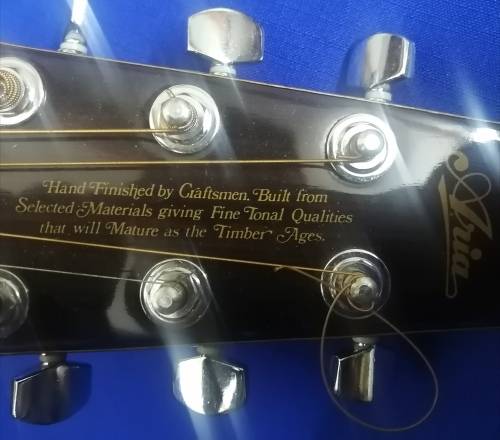 Hand Finished by Craftsmen. Built from
Selected Materials giving Fine Tonal Qualities
that will Mature as the Timber Ages.
Aria